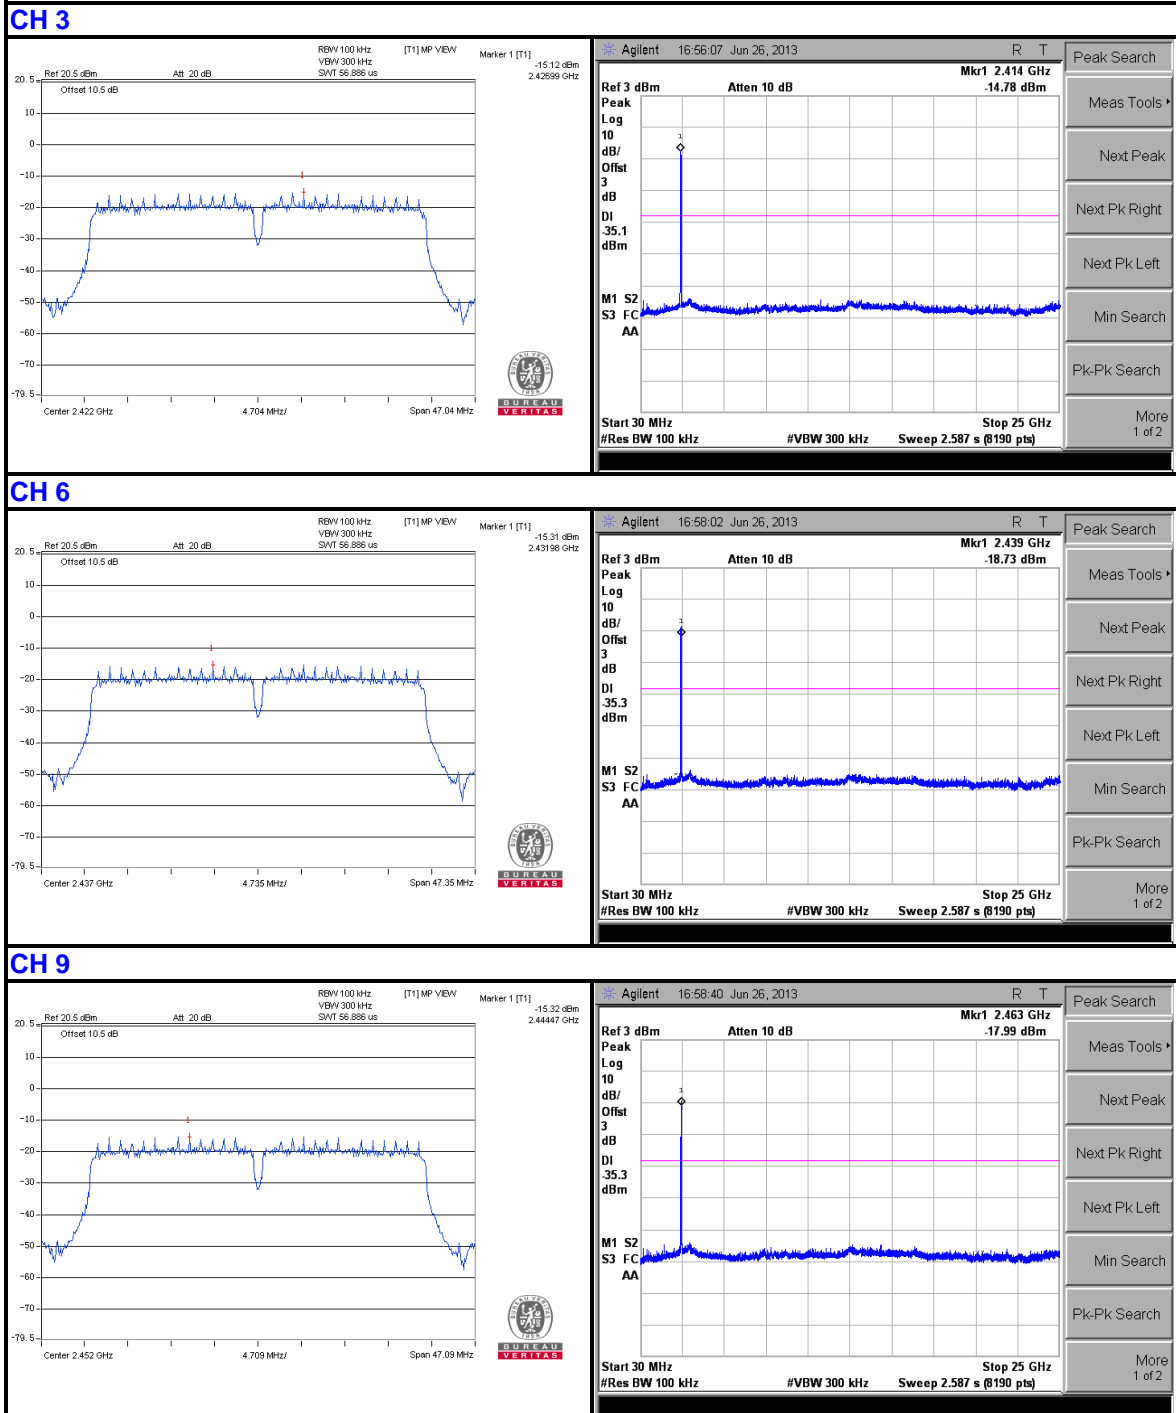 CH 3
RBW 100 kHz [T1] MP VIEW
VBW 300 kHz Marker 1 [T1]
SWT 56.886 us -15.12 dBm
Ref 20.5 dBm Att 20 dB 2.42699 GHz
20.5
Offset 10.5 dB
10
0
-10
1
-20
-30
-40
-50
-60
-70
-79.5
Center 2.422 GHz 4.704 MHz/ Span 47.04 MHz
BUREAU
VERITAS
Agilent 16:56:07 Jun 26, 2013 R T
Mkr1 2.414 GHz
Ref 3 dBm Atten 10 dB -14.78 dBm
Peak
Log
10
dB/
Offst
3
dB
DI
-35.1
dBm
M1 S2
S3 FC
AA
1
Start 30 MHz Stop 25 GHz
#Res BW 100 kHz #VBW 300 kHz Sweep 2.587 s (8190 pts)
Peak Search
Meas Tools
Next Peak
Next Pk Right
Next Pk Left
Min Search
Pk-Pk Search
More
1 of 2
CH 6
RBW 100 kHz [T1] MP VIEW
VBW 300 kHz Marker 1 [T1]
SWT 56.886 us -15.31 dBm
Ref 20.5 dBm Att 20 dB 2.43198 GHz
20.5
Offset 10.5 dB
10
0
-10
1
-20
-30
-40
-50
-60
-70
-79.5
Center 2.437 GHz 4.735 MHz/ Span 47.35 MHz
BUREAU
VERITAS
Agilent 16:58:02 Jun 26, 2013 R T
Mkr1 2.439 GHz
Ref 3 dBm Atten 10 dB -18.73 dBm
Peak
Log
10
dB/
Offst
3
dB
DI
-35.3
dBm
M1 S2
S3 FC
AA
1
Start 30 MHz Stop 25 GHz
#Res BW 100 kHz #VBW 300 kHz Sweep 2.587 s (8190 pts)
Peak Search
Meas Tools
Next Peak
Next Pk Right
Next Pk Left
Min Search
Pk-Pk Search
More
1 of 2
CH 9
RBW 100 kHz [T1] MP VIEW
VBW 300 kHz Marker 1 [T1]
SWT 56.886 us -15.32 dBm
Ref 20.5 dBm Att 20 dB 2.44447 GHz
20.5
Offset 10.5 dB
10
0
-10
1
-20
-30
-40
-50
-60
-70
-79.5
Center 2.452 GHz 4.709 MHz/ Span 47.09 MHz
BUREAU
VERITAS
Agilent 16:58:40 Jun 26, 2013 R T
Mkr1 2.463 GHz
Ref 3 dBm Atten 10 dB -17.99 dBm
Peak
Log
10
dB/
Offst
3
dB
DI
-35.3
dBm
M1 S2
S3 FC
AA
1
Start 30 MHz Stop 25 GHz
#Res BW 100 kHz #VBW 300 kHz Sweep 2.587 s (8190 pts)
Peak Search
Meas Tools
Next Peak
Next Pk Right
Next Pk Left
Min Search
Pk-Pk Search
More
1 of 2